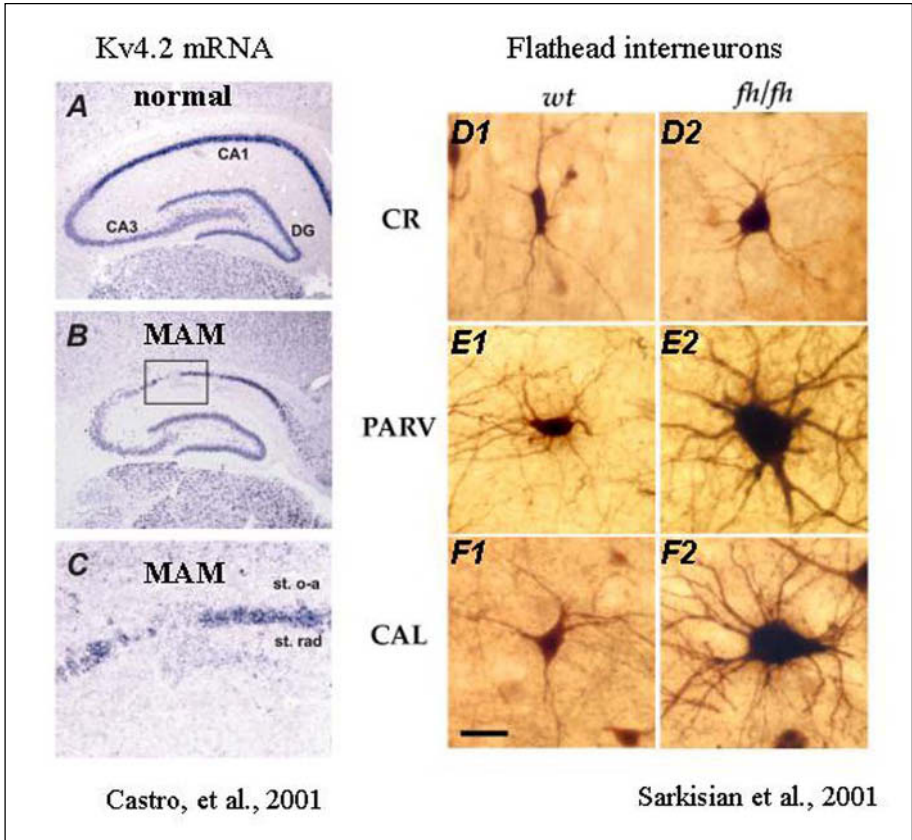 Kv4.2 mRNA
A
normal
CA1
CA3
DG
B
MAM
C
MAM
st. o-a
st. rad
Castro, et al., 2001
Flathead interneurons
wt
fh/fh
CR
D1
D2
PARV
E1
E2
CAL
F1
F2
Sarkisian et al., 2001